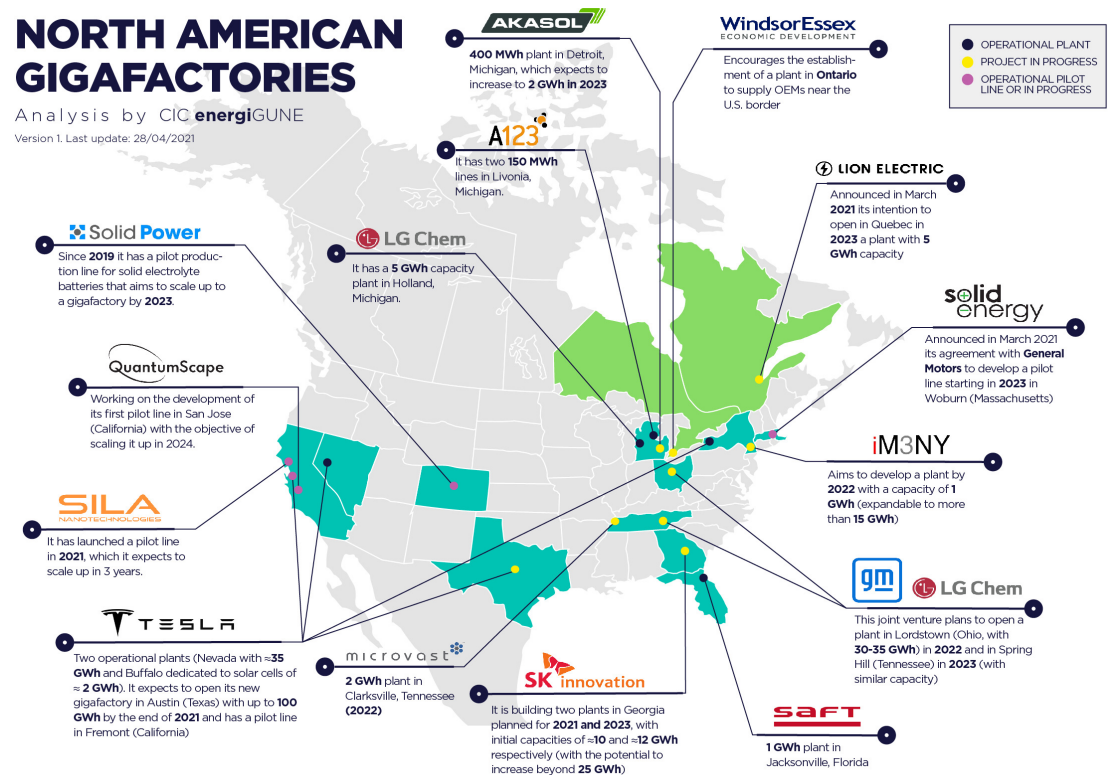 NORTH AMERICAN
GIGAFACTORIES
Analysis by CIC energiGUNE
Version 1. Last update: 28/04/2021
AKASOL
400 MWh plant in Detroit,
Michigan, which expects to
increase to 2 GWh in 2023
WindsorEssex
ECONOMIC DEVELOPMENT
Encourages the establish-
ment of a plant in Ontario
to supply OEMs near the
U.S. border
OPERATIONAL PLANT
PROJECT IN PROGRESS
OPERATIONAL PILOT
LINE OR IN PROGRESS
A123
It has two 150 MWh
lines in Livonia,
Michigan.
LION ELECTRIC
Announced in March
2021 its intention to
open in Quebec in
2023 a plant with 5
GWh capacity
Solid Power
Since 2019 it has a pilot produc-
tion line for solid electrolyte
batteries that aims to scale up to
a gigafactory by 2023.
LG Chem
It has a 5 GWh capacity
plant in Holland,
Michigan.
solid
energy
Announced in March 2021
its agreement with General
Motors to develop a pilot
line starting in 2023 in
Woburn (Massachusetts)
QuantumScape
Working on the development of
its first pilot line in San Jose
(California) with the objective of
scaling it up in 2024.
iM3NY
Aims to develop a plant by
2022 with a capacity of 1
GWh (expandable to more
than 15 GWh)
SILA
NANOTECHNOLOGIES
It has launched a pilot line
in 2021, which it expects to
scale up in 3 years.
gm
LG Chem
This joint venture plans to open a
plant in Lordstown (Ohio, with
30-35 GWh) in 2022 and in Spring
Hill (Tennessee) in 2023 (with
similar capacity)
TESLA
Two operational plants (Nevada with ≈35
GWh and Buffalo dedicated to solar cells of
≈ 2 GWh). It expects to open its new
gigafactory in Austin (Texas) with up to 100
GWh by the end of 2021 and has a pilot line
in Fremont (California)
microvast
2 GWh plant in
Clarksville, Tennessee
(2022)
SK innovation
It is building two plants in Georgia
planned for 2021 and 2023, with
initial capacities of ≈10 and ≈12 GWh
respectively (with the potential to
increase beyond 25 GWh)
saft
1 GWh plant in
Jacksonville, Florida